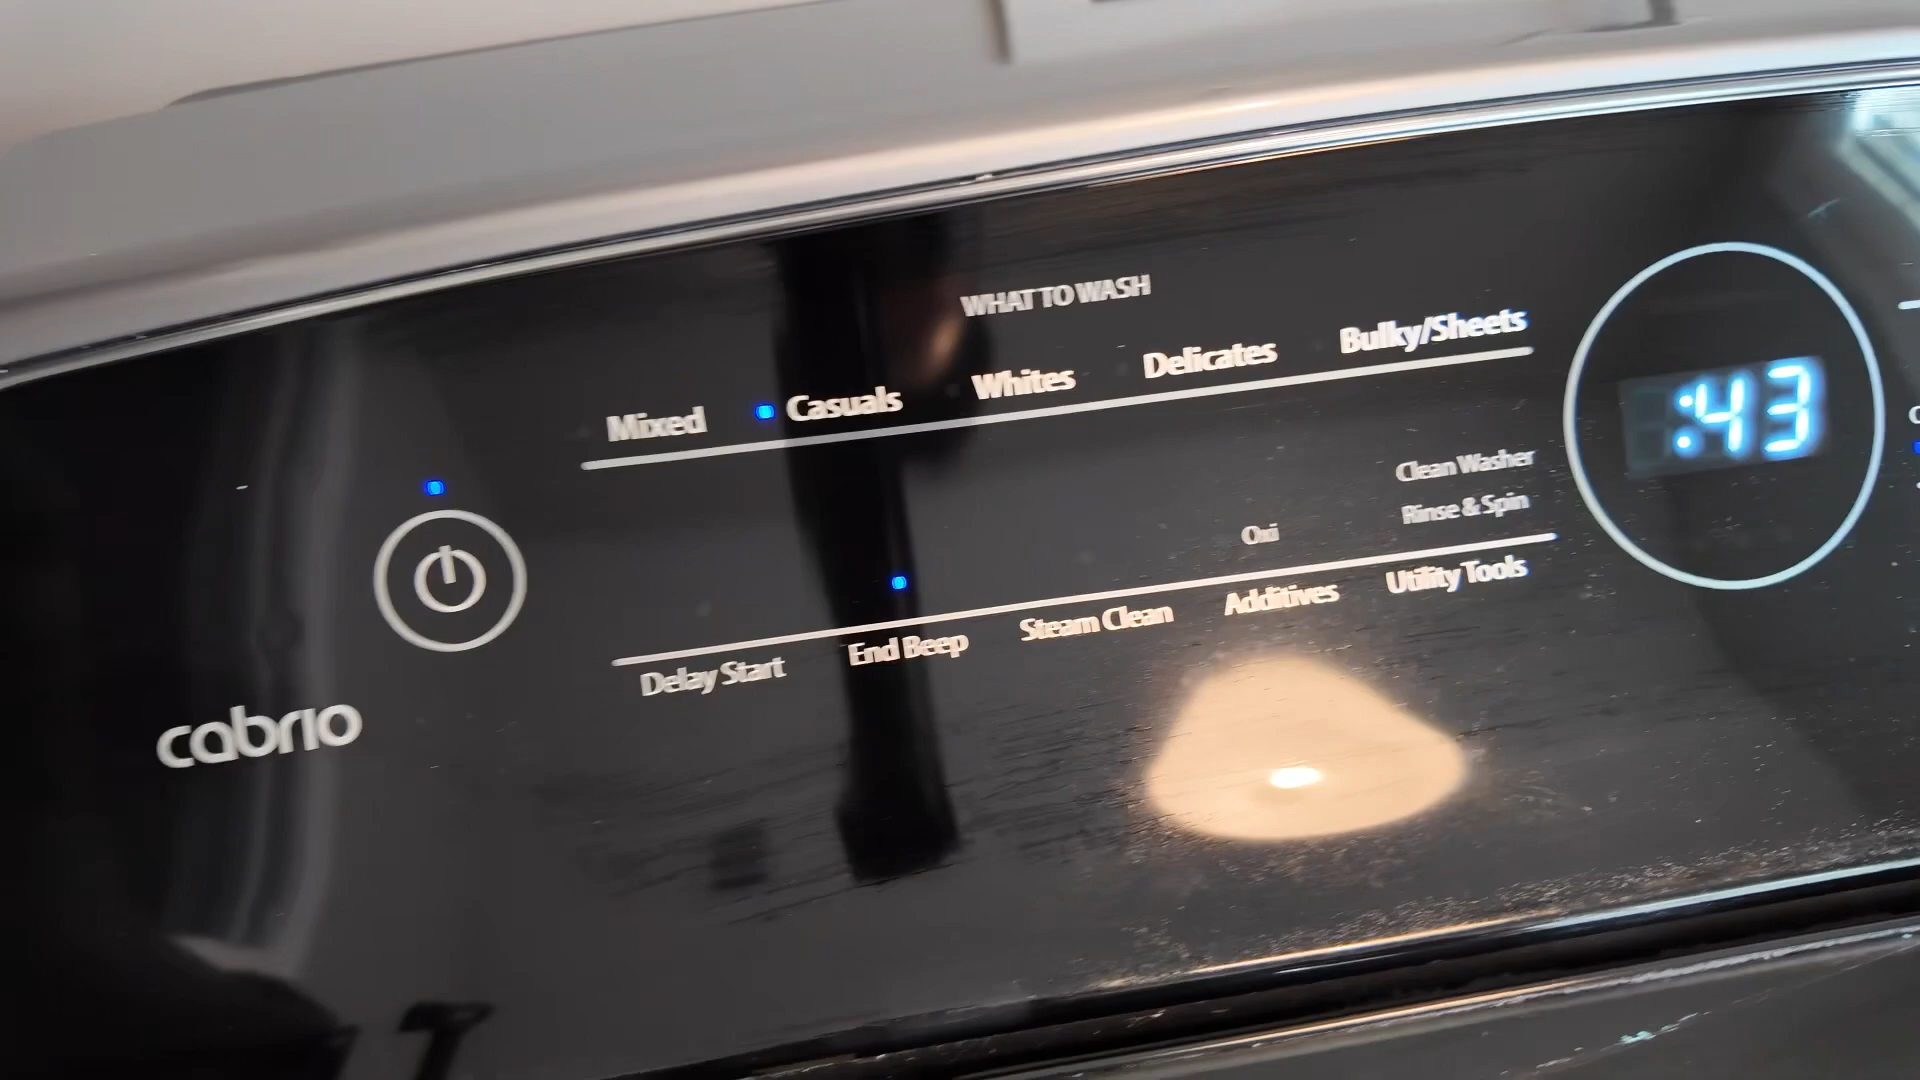 WHAT TO WASH
Mixed Casuals Whites Delicates Bulky/Sheets
:43
Clean Washer
Rinse & Spin
Oxi
Delay Start End Beep Steam Clean Additives Utility Tools
cabrio